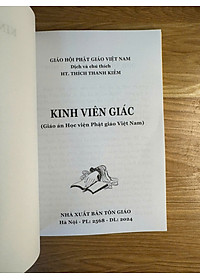 GIÁO HỘI PHẬT GIÁO VIỆT NAM
Dịch và chú thích
HT. THÍCH THANH KIỂM
KINH VIÊN GIÁC
(Giáo án Học viện Phật giáo Việt Nam)
NHÀ XUẤT BẢN TÔN GIÁO
Hà Nội - PL: 2568 - DL: 2024